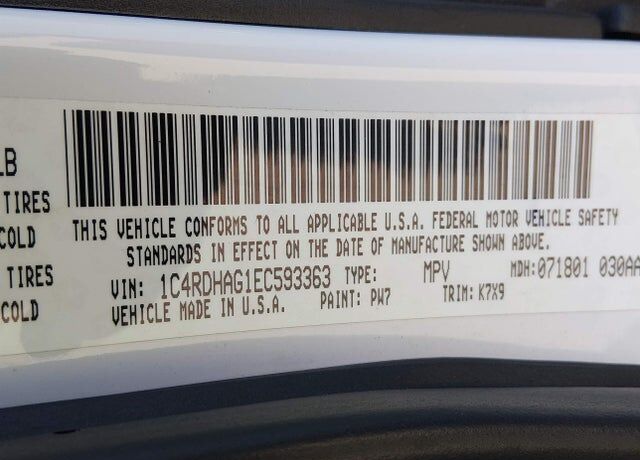 LB
TIRES
COLD
TIRES
COLD
THIS VEHICLE CONFORMS TO ALL APPLICABLE U.S.A. FEDERAL MOTOR VEHICLE SAFETY
STANDARDS IN EFFECT ON THE DATE OF MANUFACTURE SHOWN ABOVE.
VIN: 1C4RDHAG1EC593363 TYPE: MPV MDH:071801 030AA
VEHICLE MADE IN U.S.A. PAINT: PW7 TRIM: K7X9